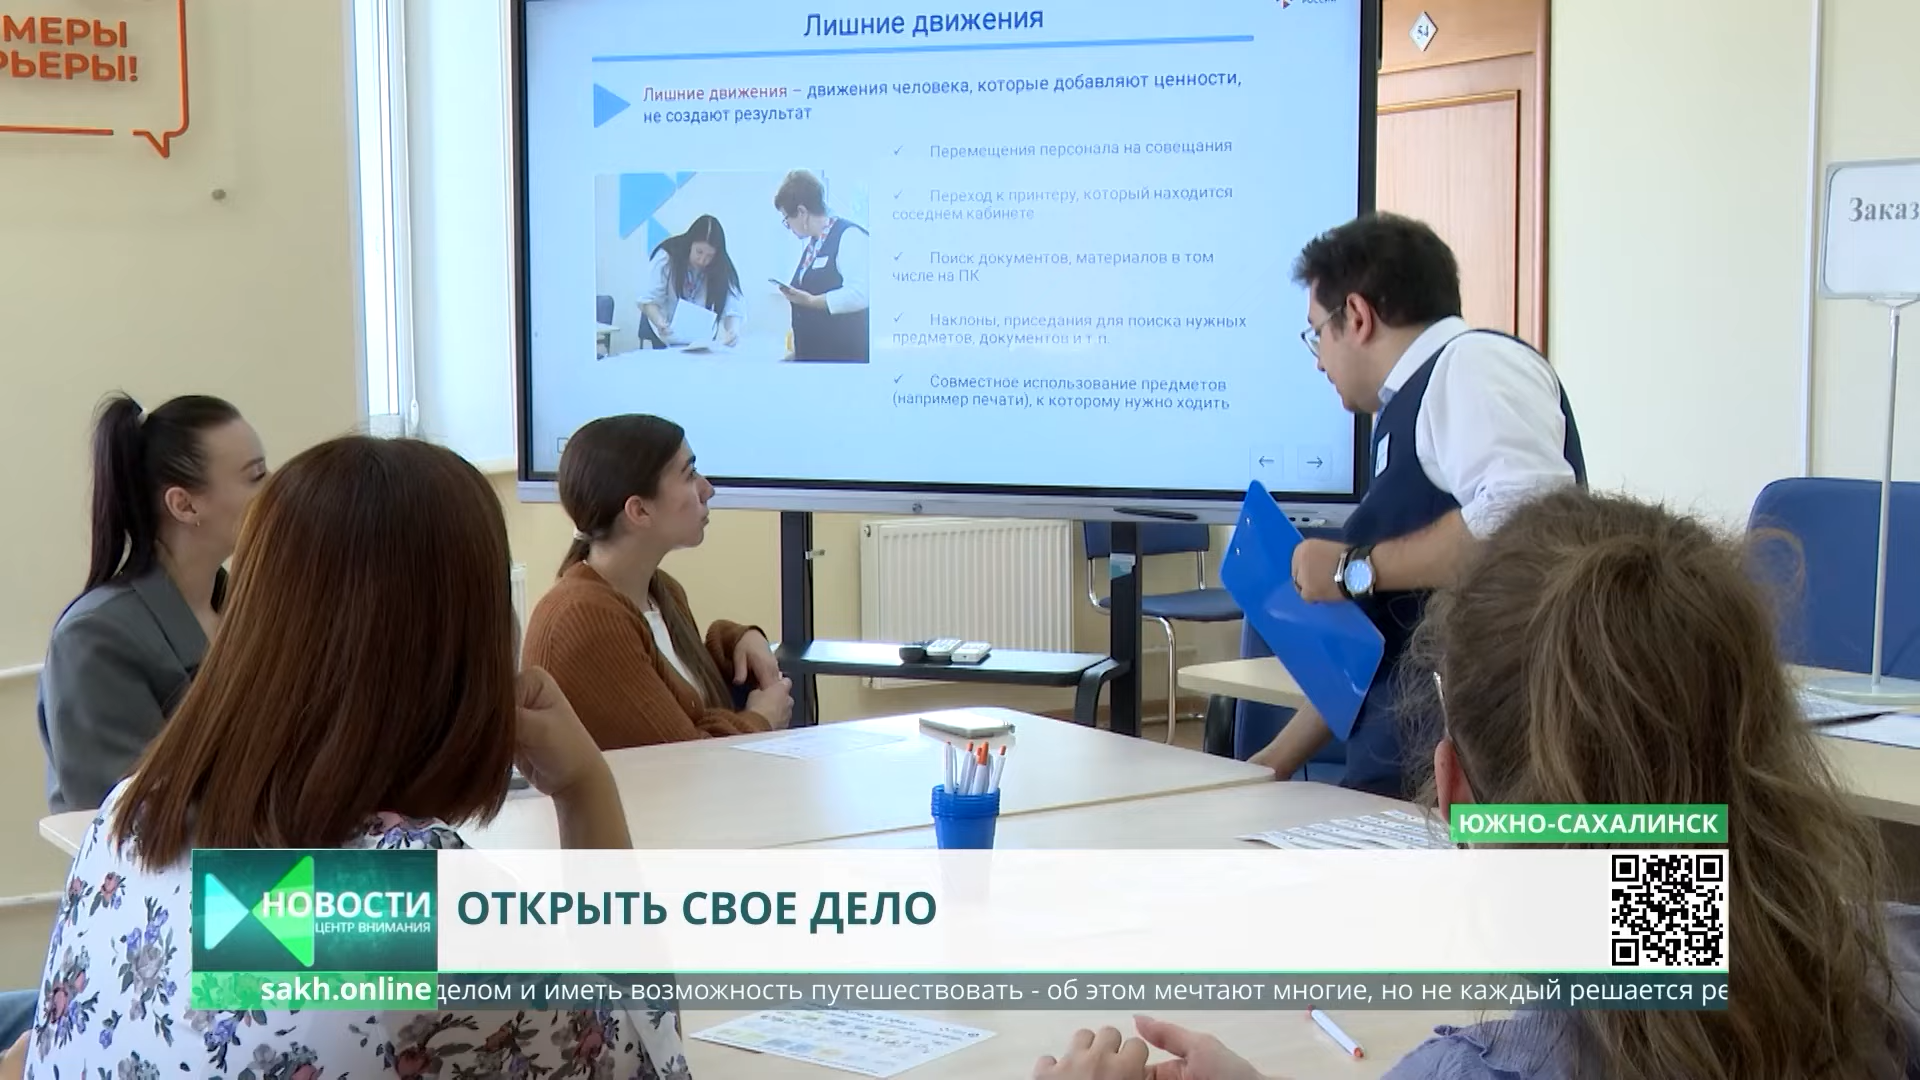 МЕРЫ
РЬЕРЫ!
Лишние движения
54
Лишние движения – движения человека, которые добавляют ценности,
не создают результат
✓ Перемещения персонала на совещания
✓ Переход к принтеру, который находится
соседнем кабинете
✓ Поиск документов, материалов в том
числе на ПК
✓ Наклоны, приседания для поиска нужных
предметов, документов и т.п.
✓ Совместное использование предметов
(например печати), к которому нужно ходить
Заказ
ЮЖНО-САХАЛИНСК
НОВОСТИ
ЦЕНТР ВНИМАНИЯ
ОТКРЫТЬ СВОЕ ДЕЛО
sakh.online
делом и иметь возможность путешествовать - об этом мечтают многие, но не каждый решается ре